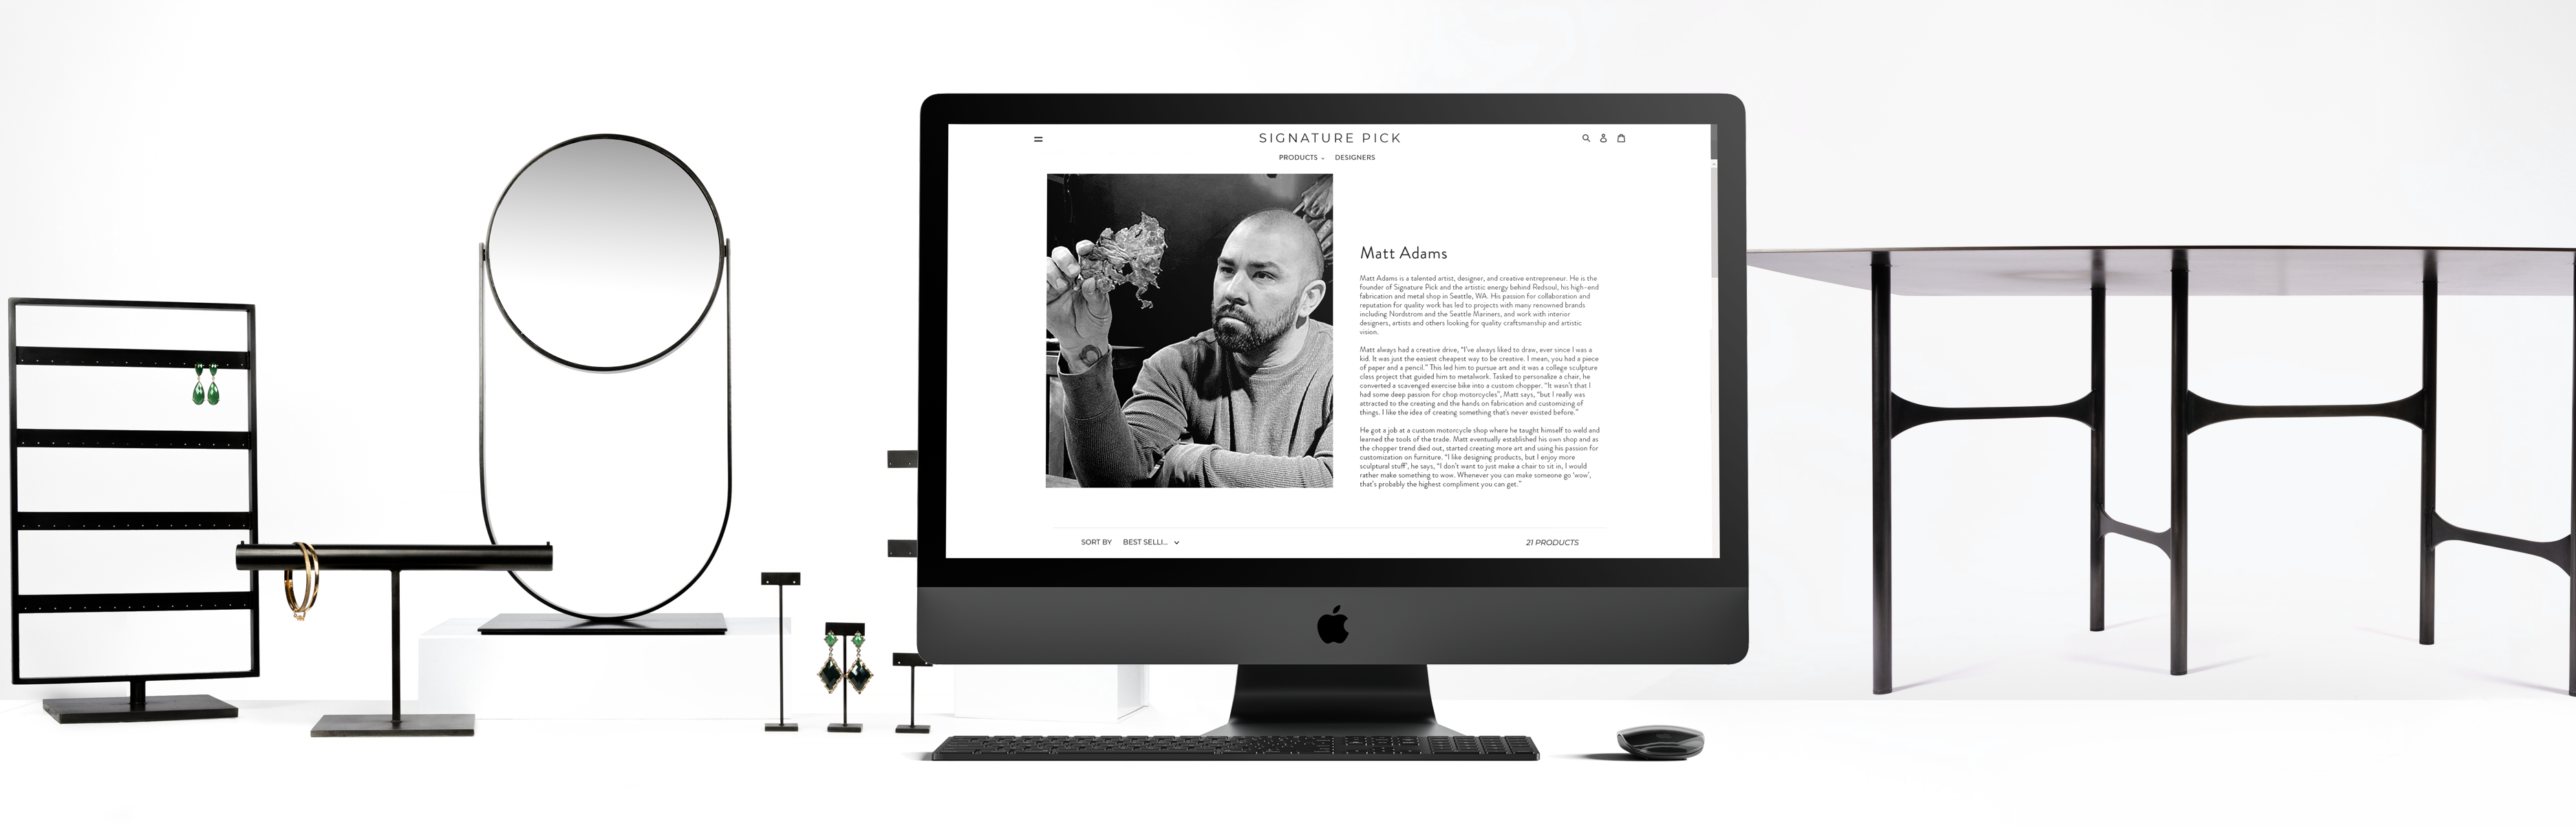 SIGNATURE PICK
PRODUCTS DESIGNERS
Matt Adams
Matt Adams is a talented artist, designer, and creative entrepreneur. He is the
founder of Signature Pick and the artistic energy behind Redsoul, his high-end
fabrication and metal shop in Seattle, WA. His passion for collaboration and
reputation for quality work has led to projects with many renowned brands
including Nordstrom and the Seattle Mariners, and work with interior
designers, artists and others looking for quality craftsmanship and artistic
vision.
Matt always had a creative drive, “I’ve always liked to draw, ever since I was a
kid. It was just the easiest cheapest way to be creative. I mean, you had a piece
of paper and a pencil.” This led him to pursue art and it was a college sculpture
class project that guided him to metalwork. Tasked to personalize a chair, he
converted a scavenged exercise bike into a custom chopper. “It wasn’t that I
had some deep passion for chop motorcycles”, Matt says, “but I really was
attracted to the creating and the hands on fabrication and customizing of
things. I like the idea of creating something that’s never existed before.”
He got a job at a custom motorcycle shop where he taught himself to weld and
learned the tools of the trade. Matt eventually established his own shop and as
the chopper trend died out, started creating more art and using his passion for
customization on furniture. “I like designing products, but I enjoy more
sculptural stuff”, he says, “I don’t want to just make a chair to sit in, I would
rather make something to wow. Whenever you can make someone go ‘wow’,
that’s probably the highest compliment you can get.”
SORT BY BEST SELLI... 21 PRODUCTS